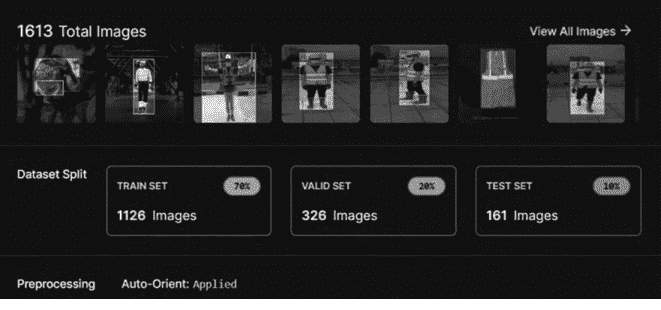 1613 Total Images
View All Images →
Dataset Split
TRAIN SET 70%
1126 Images
VALID SET 20%
326 Images
TEST SET 10%
161 Images
Preprocessing
Auto-Orient: Applied